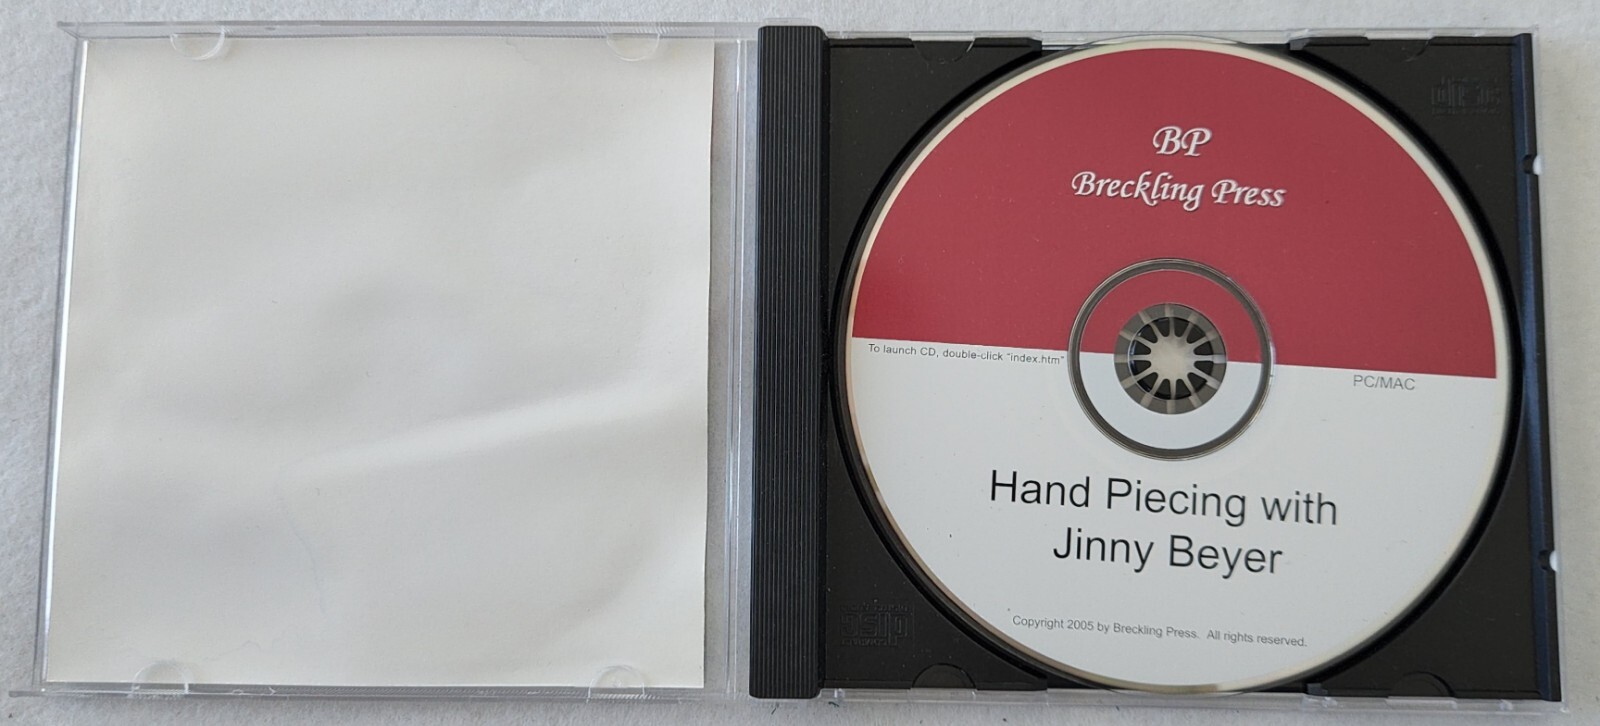 BP
Breckling Press
To launch CD, double-click "index.htm"
PC/MAC
Hand Piecing with
Jinny Beyer
Copyright 2005 by Breckling Press. All rights reserved.